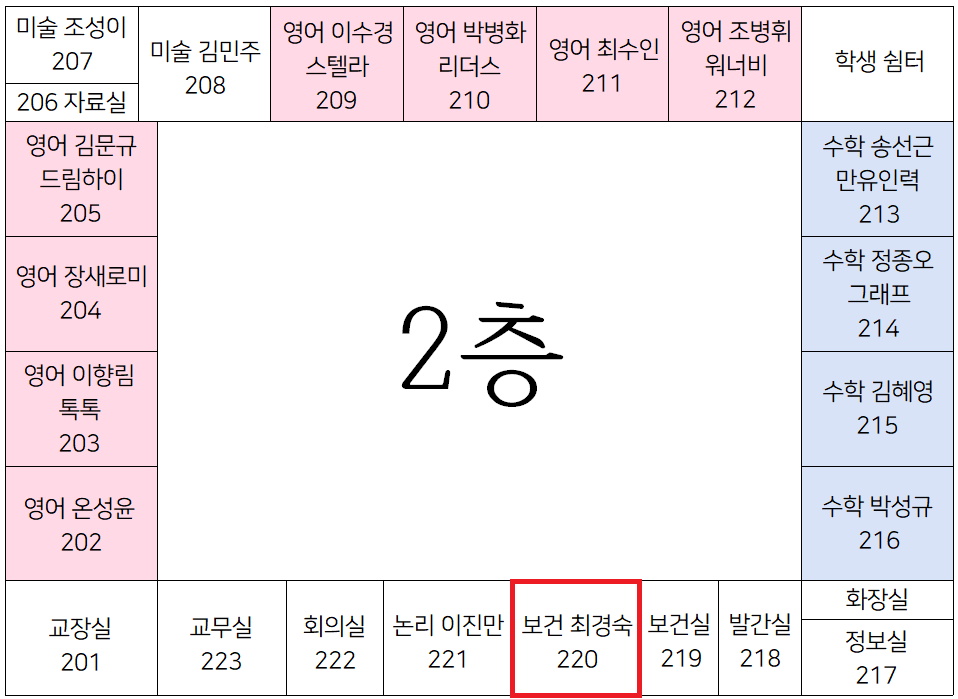 미술 조성이
207
206 자료실
미술 김민주
208
영어 이수경
스텔라
209
영어 박병화
리더스
210
영어 최수인
211
영어 조병휘
워너비
212
학생 쉼터
영어 김문규
드림하이
205
수학 송선근
만유인력
213
영어 장새로미
204
수학 정종오
그래프
214
2층
영어 이향림
톡톡
203
수학 김혜영
215
영어 온성윤
202
수학 박성규
216
교장실
201
교무실
223
회의실
222
논리 이진만
221
보건 최경숙
220
보건실
219
발간실
218
화장실
정보실
217